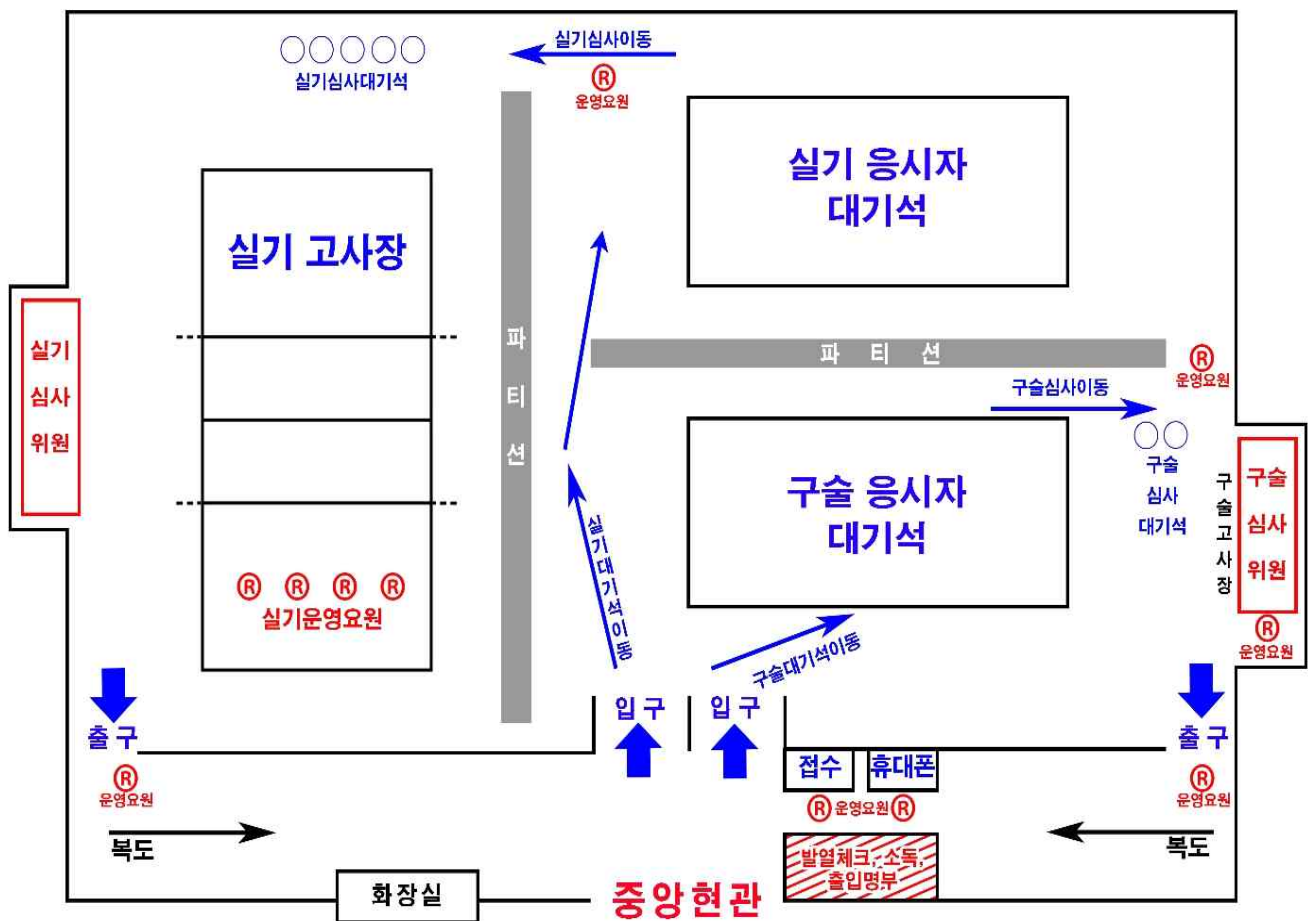 실기심사이동
Ⓡ
운영요원
실기심사대기석
실기 응시자
대기석
실기 고사장
파티션
파 티 션
Ⓡ
운영요원
실기
심사
위원
구술심사이동
구술
심사
대기석
구술고사장
구술
심사
위원
Ⓡ
운영요원
구술 응시자
대기석
실기대기석이동
구술대기석이동
Ⓡ Ⓡ Ⓡ Ⓡ
실기운영요원
입구
입구
출구
Ⓡ
운영요원
출구
Ⓡ
운영요원
접수
휴대폰
Ⓡ 운영요원 Ⓡ
복도
복도
발열체크, 소독,
출입명부
화장실
중앙현관